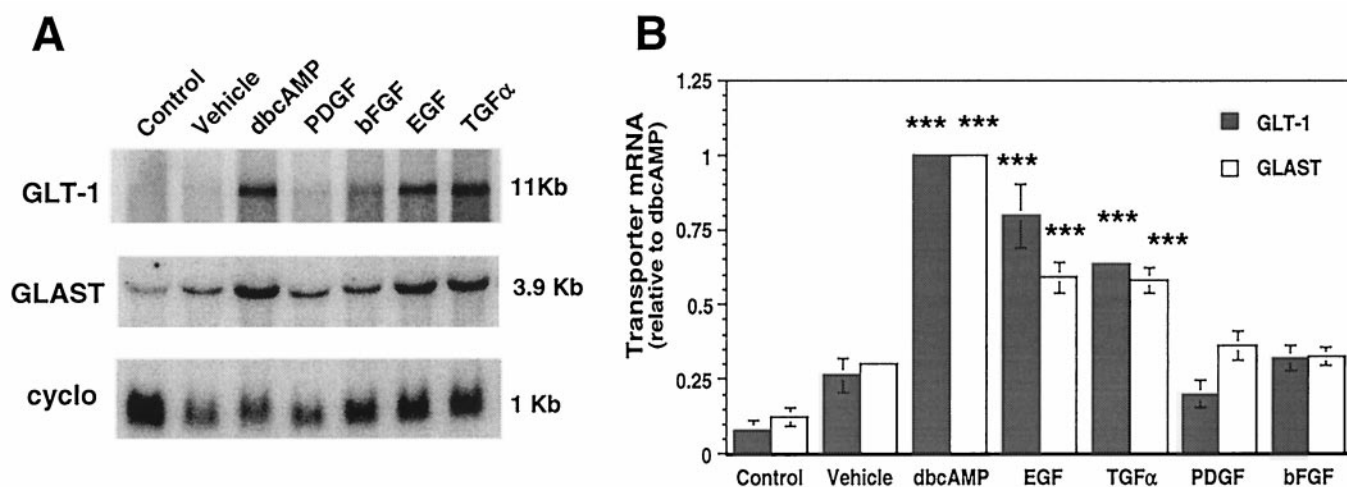 A
Control Vehicle dbcAMP PDGF bFGF EGF TGFα
GLT-1
11Kb
GLAST
3.9 Kb
cyclo
1 Kb
B
Transporter mRNA
(relative to dbcAMP)
1.25
1
0.75
0.5
0.25
0
*** ***
***
***
***
***
GLT-1
GLAST
Control Vehicle dbcAMP EGF TGFα PDGF bFGF